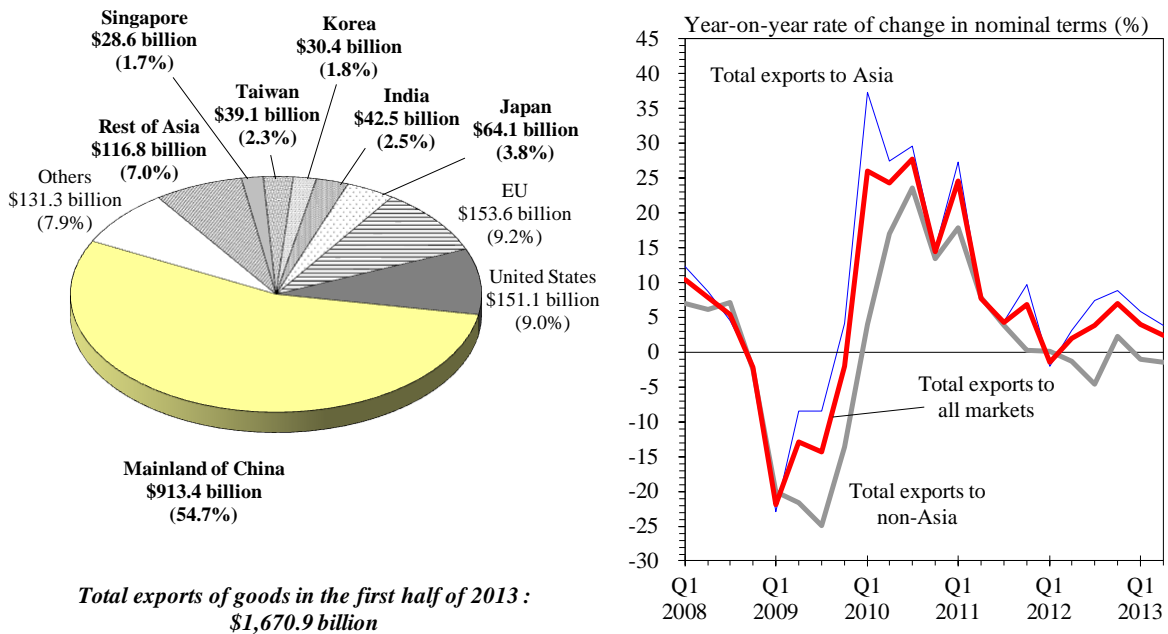 Singapore
$28.6 billion
(1.7%)
Korea
$30.4 billion
(1.8%)
Taiwan
$39.1 billion
(2.3%)
India
$42.5 billion
(2.5%)
Japan
$64.1 billion
(3.8%)
Rest of Asia
$116.8 billion
(7.0%)
Others
$131.3 billion
(7.9%)
EU
$153.6 billion
(9.2%)
United States
$151.1 billion
(9.0%)
Mainland of China
$913.4 billion
(54.7%)
Total exports of goods in the first half of 2013 :
$1,670.9 billion
Year-on-year rate of change in nominal terms (%)
45
40
35
30
25
20
15
10
5
0
-5
-10
-15
-20
-25
-30
Total exports to Asia
Total exports to
all markets
Total exports to
non-Asia
Q1 Q1 Q1 Q1 Q1 Q1
2008 2009 2010 2011 2012 2013